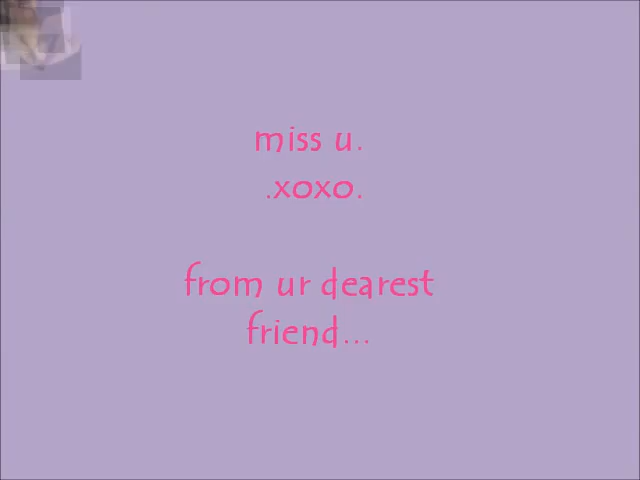 miss u.
.xoxo.
from ur dearest
friend...